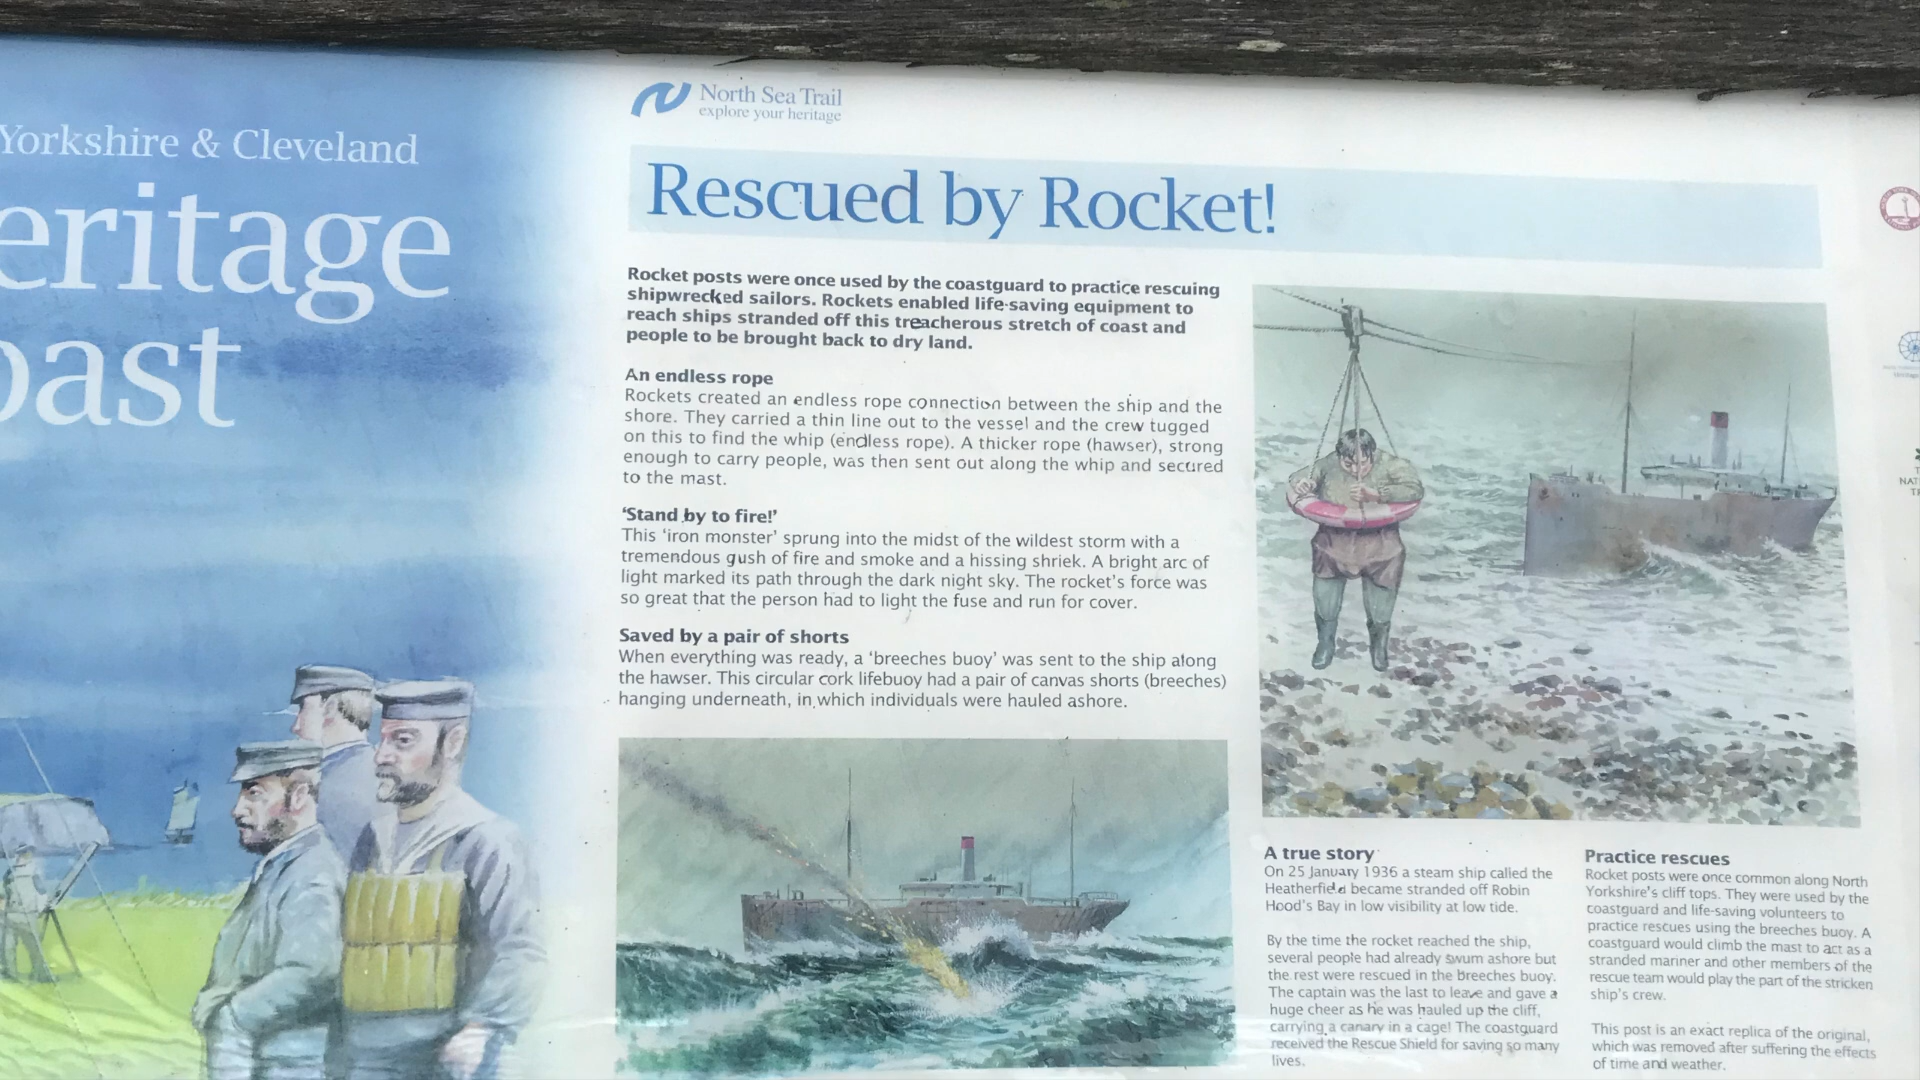 Yorkshire & Cleveland
eritage
oast
North Sea Trail
explore your heritage
Rescued by Rocket!
Rocket posts were once used by the coastguard to practice rescuing
shipwrecked sailors. Rockets enabled life-saving equipment to
reach ships stranded off this treacherous stretch of coast and
people to be brought back to dry land.
An endless rope
Rockets created an endless rope connection between the ship and the
shore. They carried a thin line out to the vessel and the crew tugged
on this to find the whip (endless rope). A thicker rope (hawser), strong
enough to carry people, was then sent out along the whip and secured
to the mast.
‘Stand by to fire!’
This ‘iron monster’ sprung into the midst of the wildest storm with a
tremendous gush of fire and smoke and a hissing shriek. A bright arc of
light marked its path through the dark night sky. The rocket's force was
so great that the person had to light the fuse and run for cover.
Saved by a pair of shorts
When everything was ready, a ‘breeches buoy’ was sent to the ship along
the hawser. This circular cork lifebuoy had a pair of canvas shorts (breeches)
hanging underneath, in which individuals were hauled ashore.
A true story
On 25 January 1936 a steam ship called the
Heatherfield became stranded off Robin
Hood's Bay in low visibility at low tide.
By the time the rocket reached the ship,
several people had already swum ashore but
the rest were rescued in the breeches buoy.
The captain was the last to leave and gave a
huge cheer as he was hauled up the cliff,
carrying a canary in a cage! The coastguard
received the Rescue Shield for saving so many
lives.
Practice rescues
Rocket posts were once common along North
Yorkshire's cliff tops. They were used by the
coastguard and life-saving volunteers to
practice rescues using the breeches buoy. A
coastguard would climb the mast to act as a
stranded mariner and other members of the
rescue team would play the part of the stricken
ship's crew.
This post is an exact replica of the original,
which was removed after suffering the effects
of time and weather.